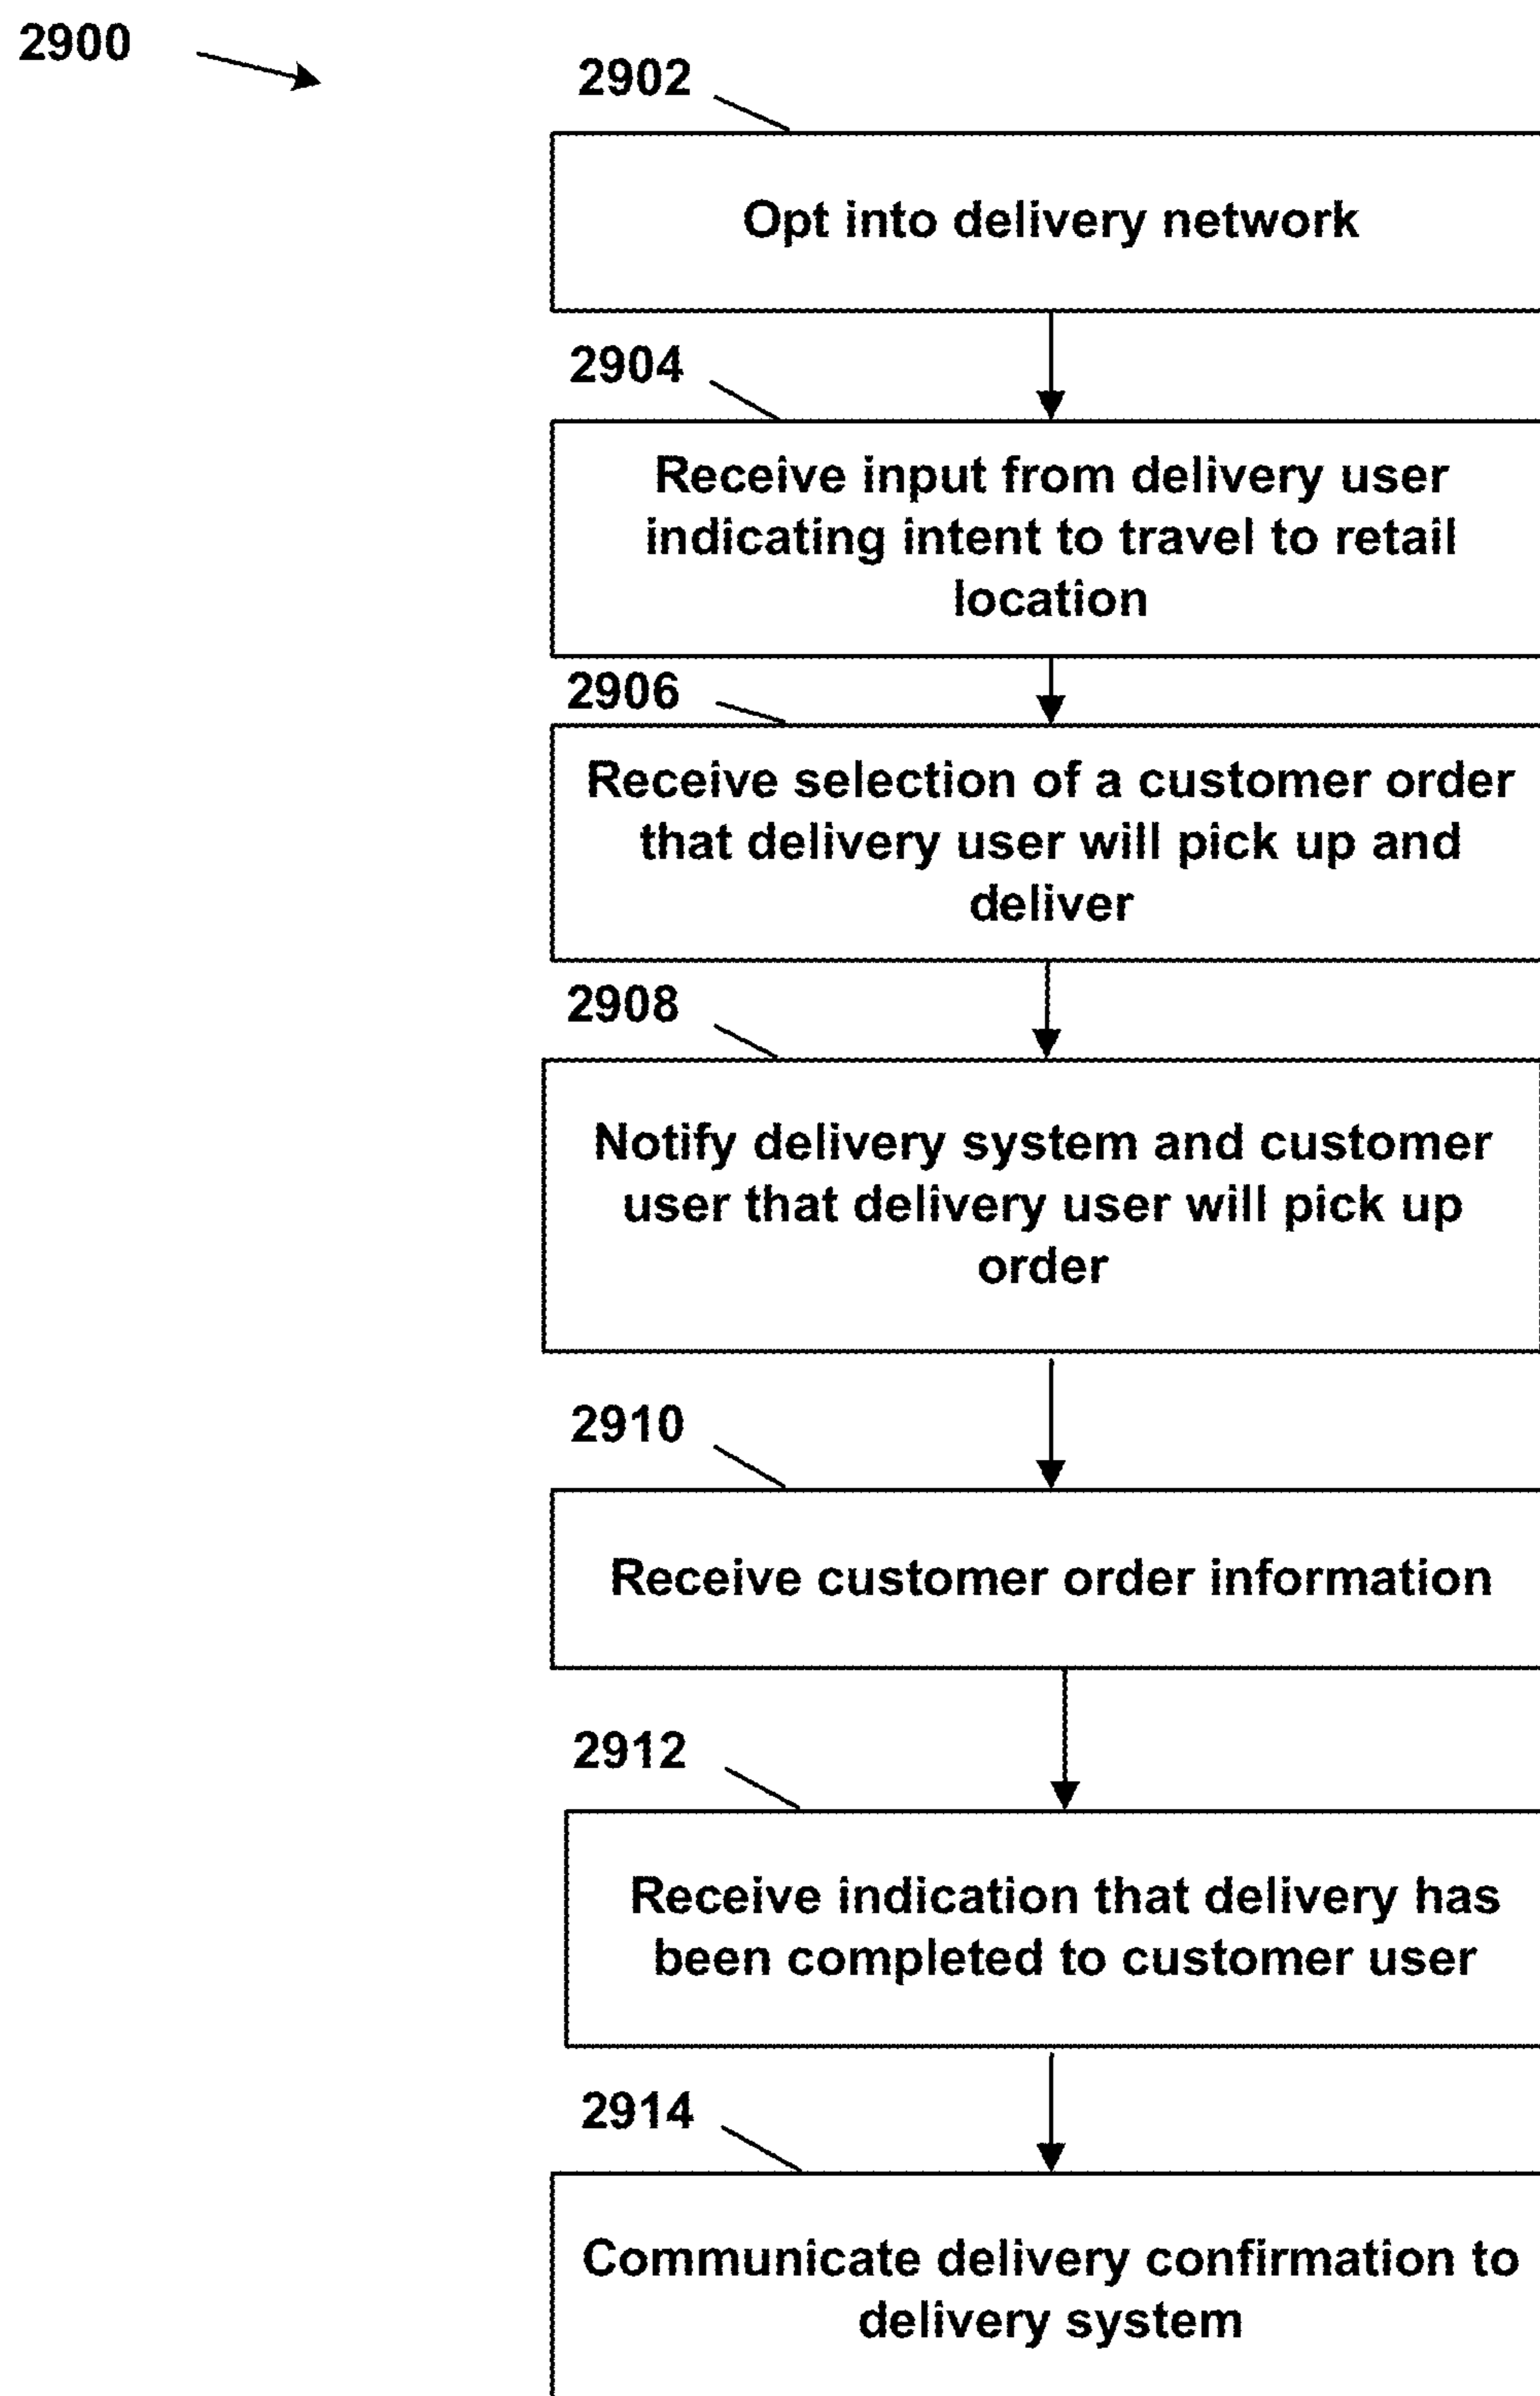 2900
2902
Opt into delivery network
2904
Receive input from delivery user
indicating intent to travel to retail
location
2906
Receive selection of a customer order
that delivery user will pick up and
deliver
2908
Notify delivery system and customer
user that delivery user will pick up
order
2910
Receive customer order information
2912
Receive indication that delivery has
been completed to customer user
2914
Communicate delivery confirmation to
delivery system